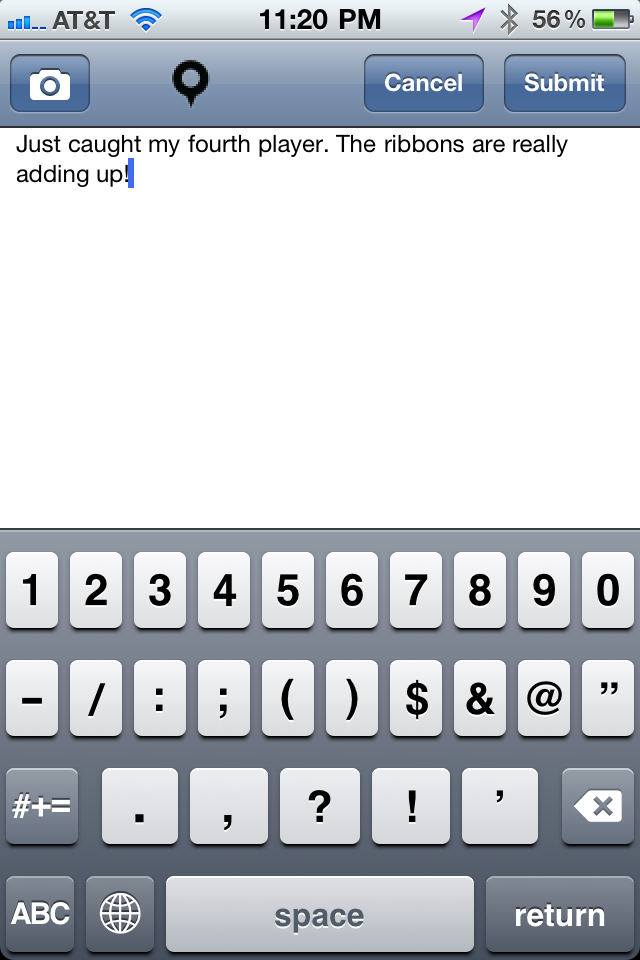 AT&T 11:20 PM 56%
Cancel Submit
Just caught my fourth player. The ribbons are really
adding up!
1 2 3 4 5 6 7 8 9 0
- / : ; ( ) $ & @ ”
#+= . , ? ! ’
ABC space return